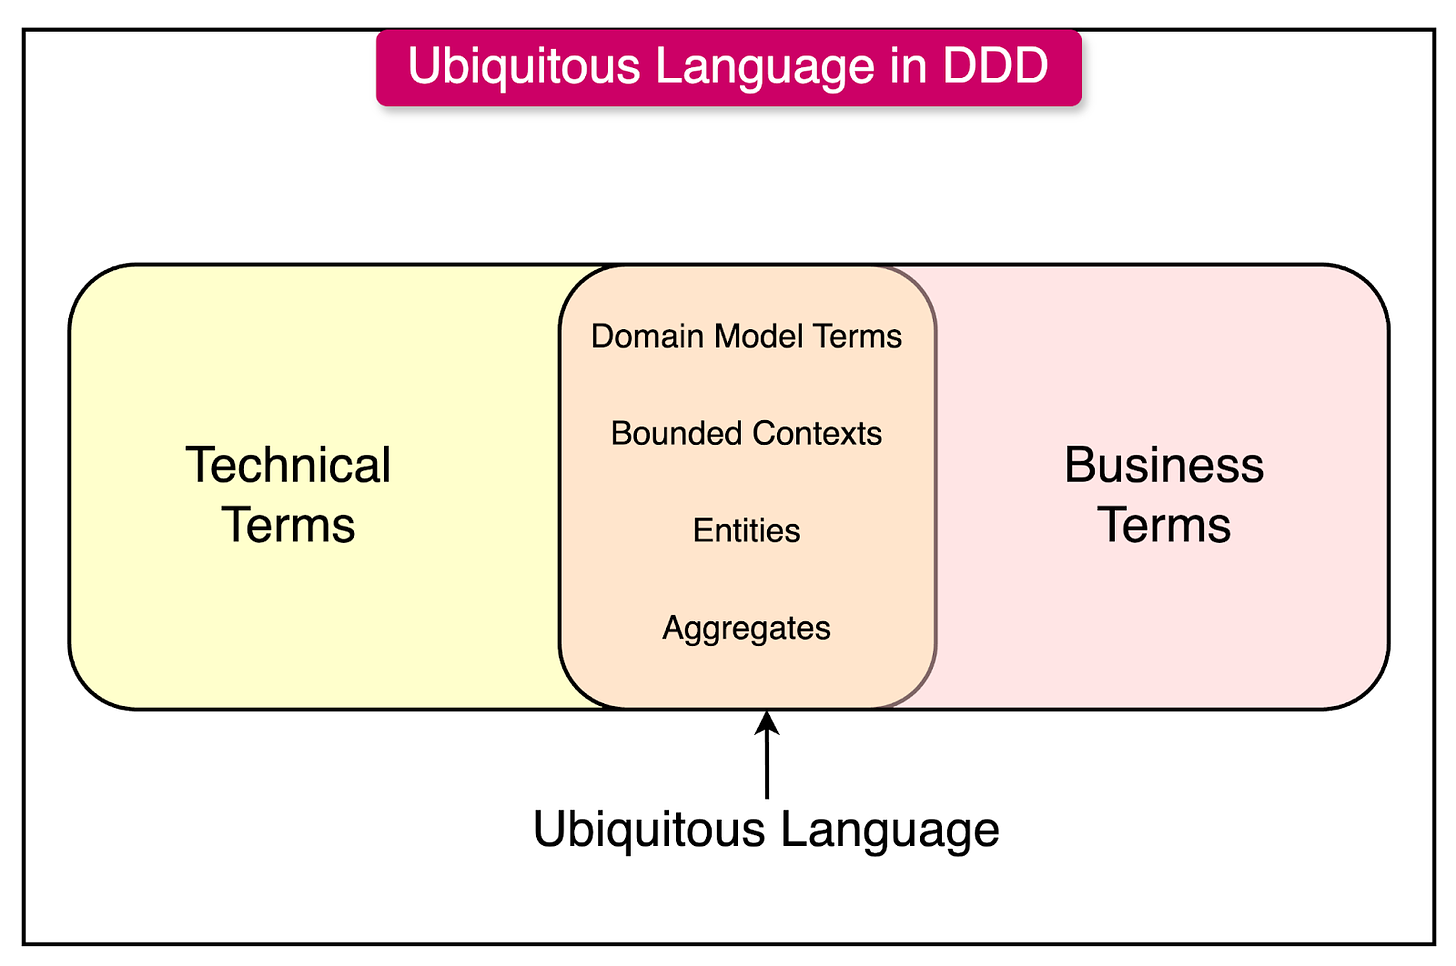 Ubiquitous Language in DDD
Domain Model Terms
Bounded Contexts
Entities
Aggregates
Technical
Terms
Business
Terms
Ubiquitous Language